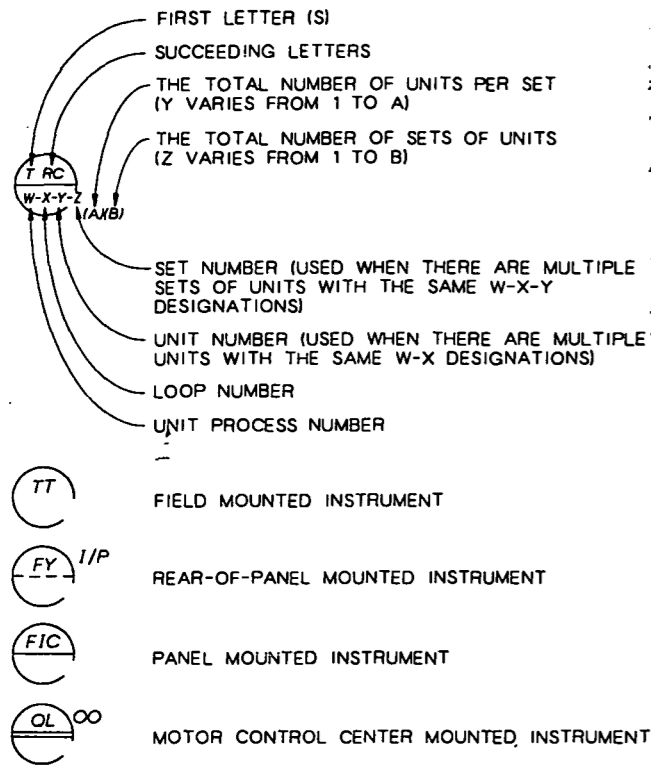 FIRST LETTER (S)
SUCCEEDING LETTERS
THE TOTAL NUMBER OF UNITS PER SET
(Y VARIES FROM 1 TO A)
THE TOTAL NUMBER OF SETS OF UNITS
(Z VARIES FROM 1 TO B)
T RC
W-X-Y-Z
(A)(B)
SET NUMBER (USED WHEN THERE ARE MULTIPLE
SETS OF UNITS WITH THE SAME W-X-Y
DESIGNATIONS)
UNIT NUMBER (USED WHEN THERE ARE MULTIPLE
UNITS WITH THE SAME W-X DESIGNATIONS)
LOOP NUMBER
UNIT PROCESS NUMBER
TT
FIELD MOUNTED INSTRUMENT
FY I/P
REAR-OF-PANEL MOUNTED INSTRUMENT
FIC
PANEL MOUNTED INSTRUMENT
OL OO
MOTOR CONTROL CENTER MOUNTED INSTRUMENT